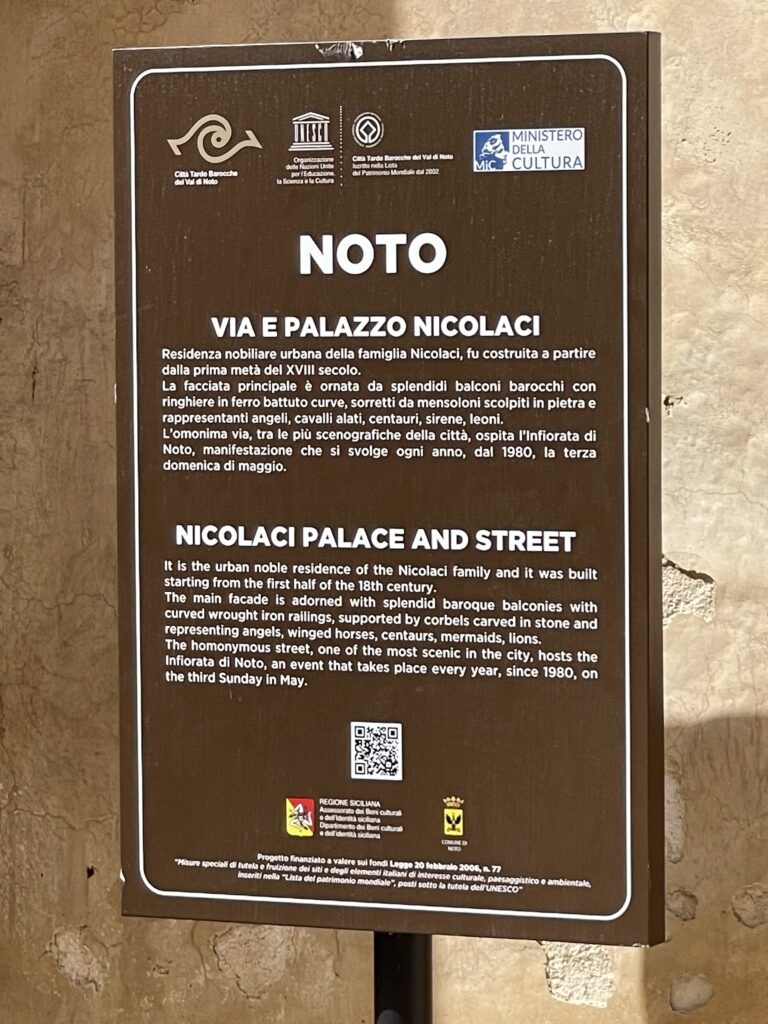 Città Tardo Barocche
del Val di Noto
UNESCO
Organizzazione
delle Nazioni Unite
per l'Educazione,
la Scienza e la Cultura
Città Tardo Barocche del Val di Noto
Iscritto nella Lista
del Patrimonio Mondiale dal 2002
MiC
MINISTERO
DELLA
CULTURA
NOTO
VIA E PALAZZO NICOLACI
Residenza nobiliare urbana della famiglia Nicolaci, fu costruita a partire
dalla prima metà del XVIII secolo.
La facciata principale è ornata da splendidi balconi barocchi con
ringhiere in ferro battuto curve, sorretti da mensoloni scolpiti in pietra e
rappresentanti angeli, cavalli alati, centauri, sirene, leoni.
L'omonima via, tra le più scenografiche della città, ospita l'Infiorata di
Noto, manifestazione che si svolge ogni anno, dal 1980, la terza
domenica di maggio.
NICOLACI PALACE AND STREET
It is the urban noble residence of the Nicolaci family and it was built
starting from the first half of the 18th century.
The main facade is adorned with splendid baroque balconies with
curved wrought iron railings, supported by corbels carved in stone and
representing angels, winged horses, centaurs, mermaids, lions.
The homonymous street, one of the most scenic in the city, hosts the
Infiorata di Noto, an event that takes place every year, since 1980, on
the third Sunday in May.
REGIONE SICILIANA
Assessorato dei Beni culturali
e dell'Identità siciliana
Dipartimento dei Beni culturali
e dell'Identità siciliana
COMUNE DI
NOTO
Progetto finanziato a valere sui fondi Legge 20 febbraio 2006, n. 77
"Misure speciali di tutela e fruizione dei siti e degli elementi italiani di interesse culturale, paesaggistico e ambientale,
inseriti nella "Lista del patrimonio mondiale", posti sotto la tutela dell'UNESCO"